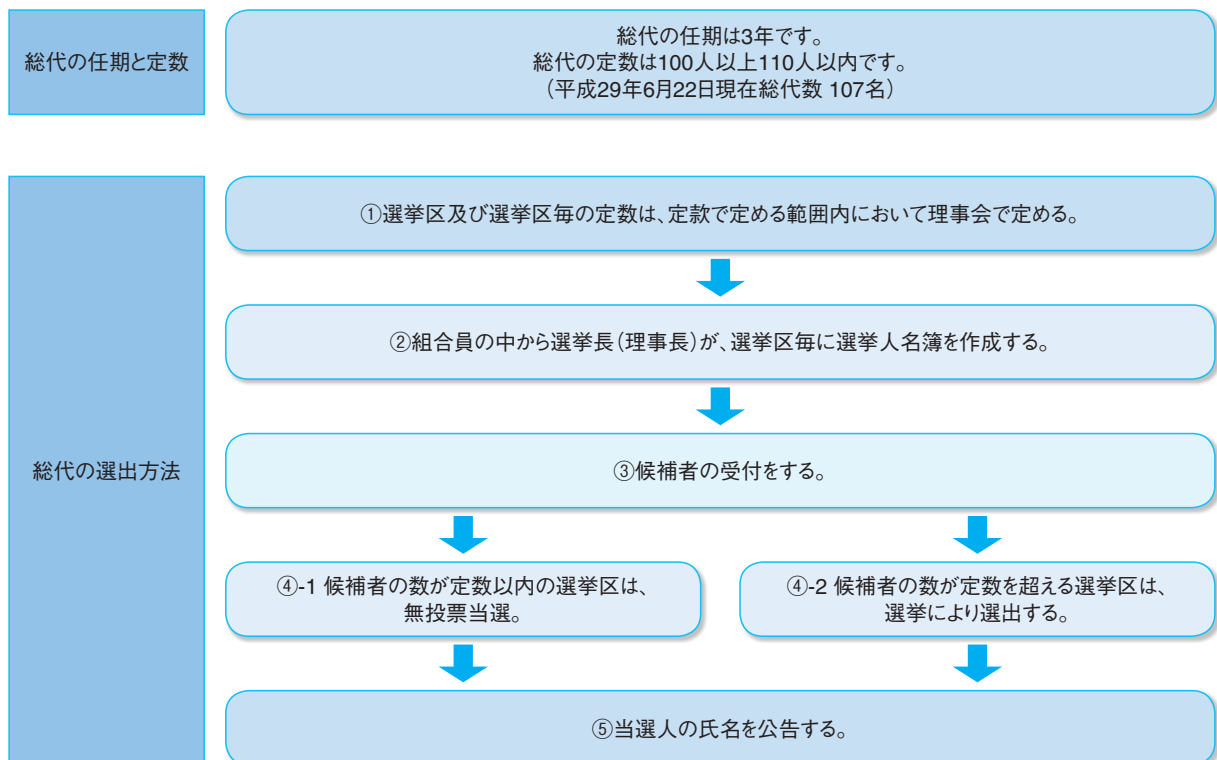 総代の任期と定数
総代の任期は3年です。
総代の定数は100人以上110人以内です。
（平成29年6月22日現在総代数 107名）
総代の選出方法
①選挙区及び選挙区毎の定数は、定款で定める範囲内において理事会で定める。
②組合員の中から選挙長（理事長）が、選挙区毎に選挙人名簿を作成する。
③候補者の受付をする。
④-1 候補者の数が定数以内の選挙区は、
無投票当選。
④-2 候補者の数が定数を超える選挙区は、
選挙により選出する。
⑤当選人の氏名を公告する。